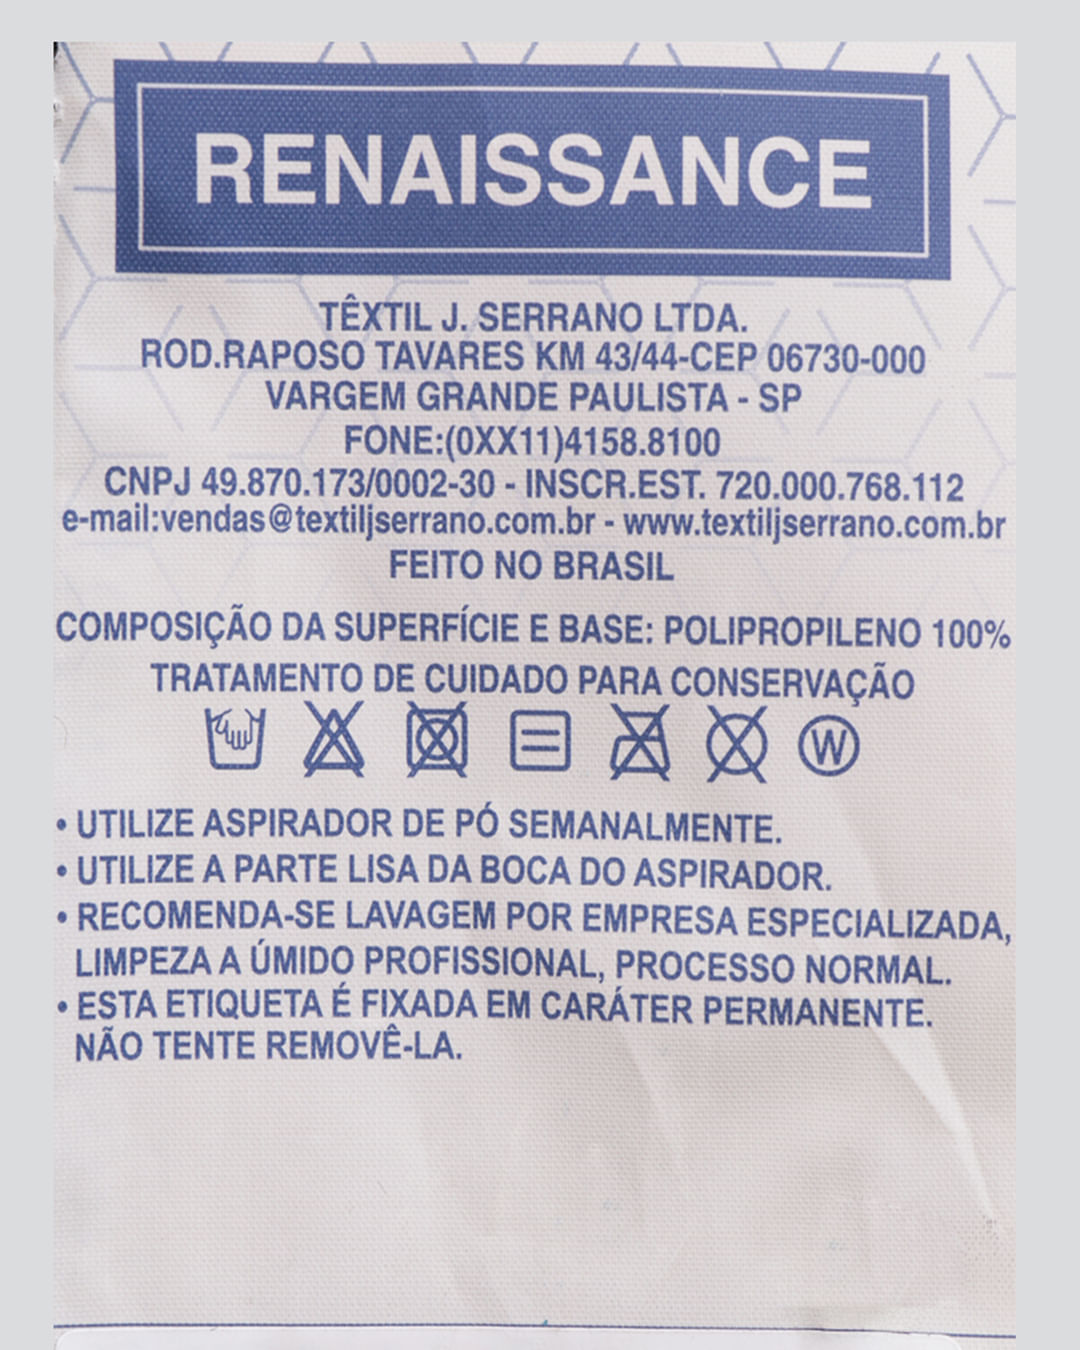 RENAISSANCE
TÊXTIL J. SERRANO LTDA.
ROD.RAPOSO TAVARES KM 43/44-CEP 06730-000
VARGEM GRANDE PAULISTA - SP
FONE:(0XX11)4158.8100
CNPJ 49.870.173/0002-30 - INSCR.EST. 720.000.768.112
e-mail:vendas@textiljserrano.com.br - www.textiljserrano.com.br
FEITO NO BRASIL
COMPOSIÇÃO DA SUPERFÍCIE E BASE: POLIPROPILENO 100%
TRATAMENTO DE CUIDADO PARA CONSERVAÇÃO
W
• UTILIZE ASPIRADOR DE PÓ SEMANALMENTE.
• UTILIZE A PARTE LISA DA BOCA DO ASPIRADOR.
• RECOMENDA-SE LAVAGEM POR EMPRESA ESPECIALIZADA,
LIMPEZA A ÚMIDO PROFISSIONAL, PROCESSO NORMAL.
• ESTA ETIQUETA É FIXADA EM CARÁTER PERMANENTE.
NÃO TENTE REMOVÊ-LA.